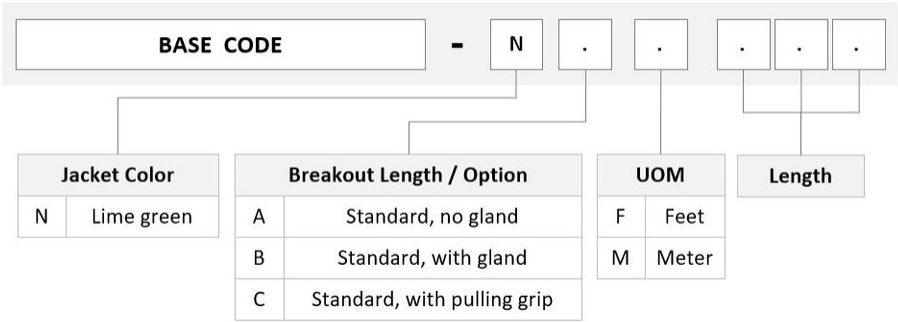 BASE CODE - N . . . . .
Jacket Color
N Lime green
Breakout Length / Option
A Standard, no gland
B Standard, with gland
C Standard, with pulling grip
UOM
F Feet
M Meter
Length